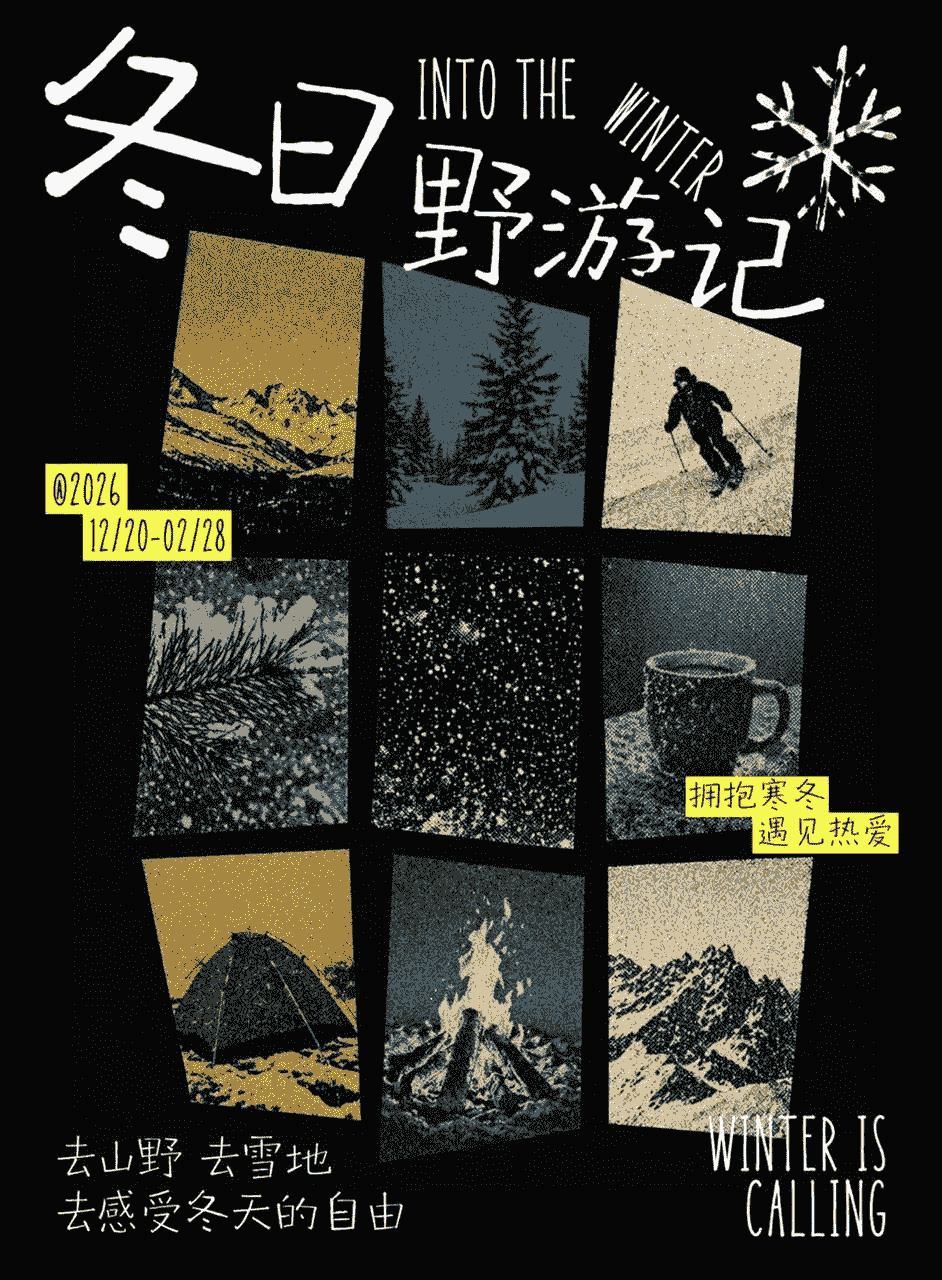 冬日
INTO THE
WINTER
野游记
@2026
12/20-02/28
拥抱寒冬
遇见热爱
去山野 去雪地
去感受冬天的自由
WINTER IS
CALLING